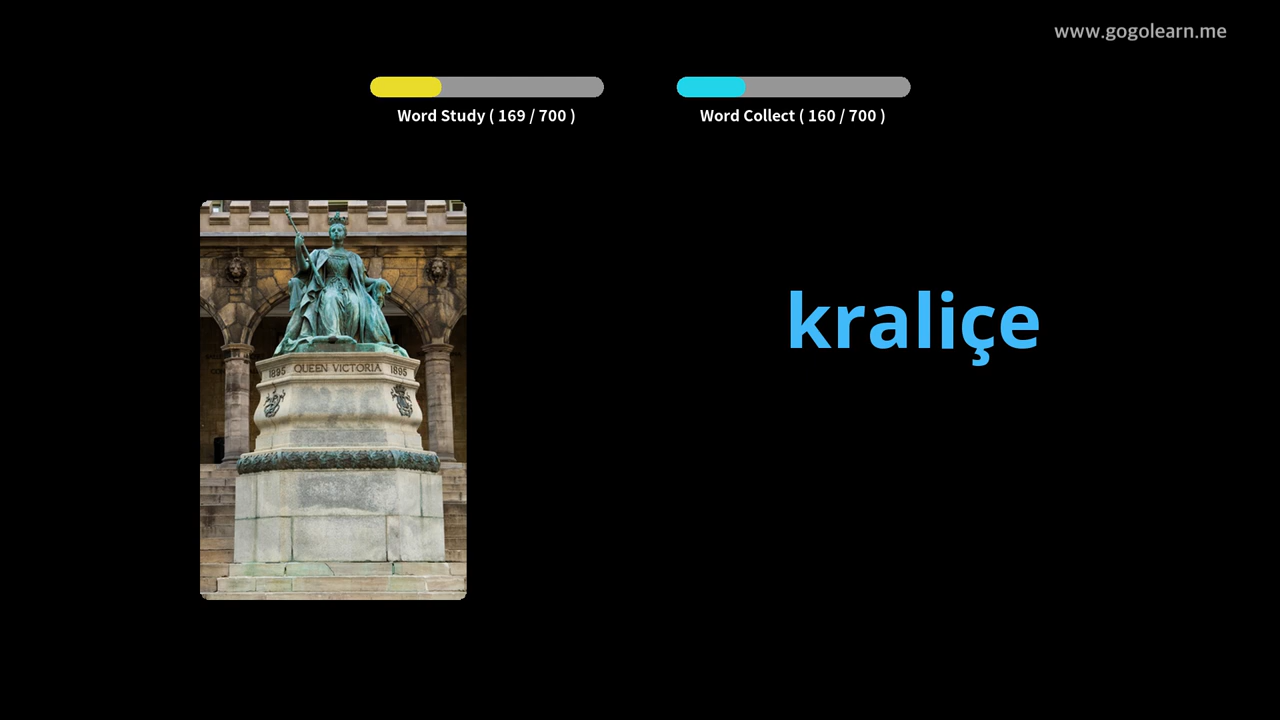 www.gogolearn.me
Word Study ( 169 / 700 )
Word Collect ( 160 / 700 )
kraliçe
1895 QUEEN VICTORIA 1895